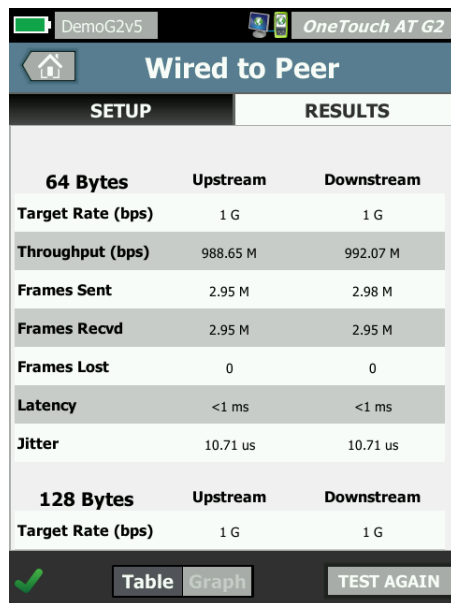 DemoG2v5 OneTouch AT G2
Wired to Peer
SETUP RESULTS
64 Bytes Upstream Downstream
Target Rate (bps) 1 G 1 G
Throughput (bps) 988.65 M 992.07 M
Frames Sent 2.95 M 2.98 M
Frames Recvd 2.95 M 2.95 M
Frames Lost 0 0
Latency <1 ms <1 ms
Jitter 10.71 us 10.71 us
128 Bytes Upstream Downstream
Target Rate (bps) 1 G 1 G
Table Graph TEST AGAIN